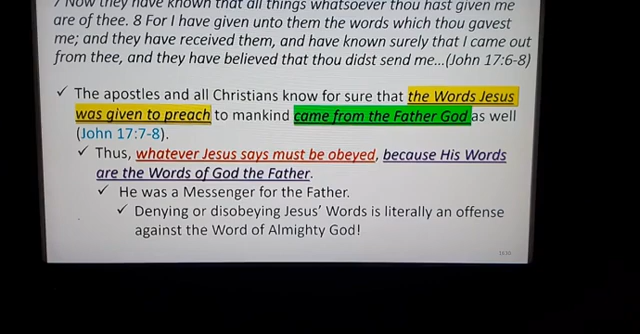 7 Now they have known that all things whatsoever thou hast given me
are of thee. 8 For I have given unto them the words which thou gavest
me; and they have received them, and have known surely that I came out
from thee, and they have believed that thou didst send me...(John 17:6-8)
✓ The apostles and all Christians know for sure that the Words Jesus
was given to preach to mankind came from the Father God as well
(John 17:7-8).
✓ Thus, whatever Jesus says must be obeyed, because His Words
are the Words of God the Father.
✓ He was a Messenger for the Father.
✓ Denying or disobeying Jesus’ Words is literally an offense
against the Word of Almighty God!